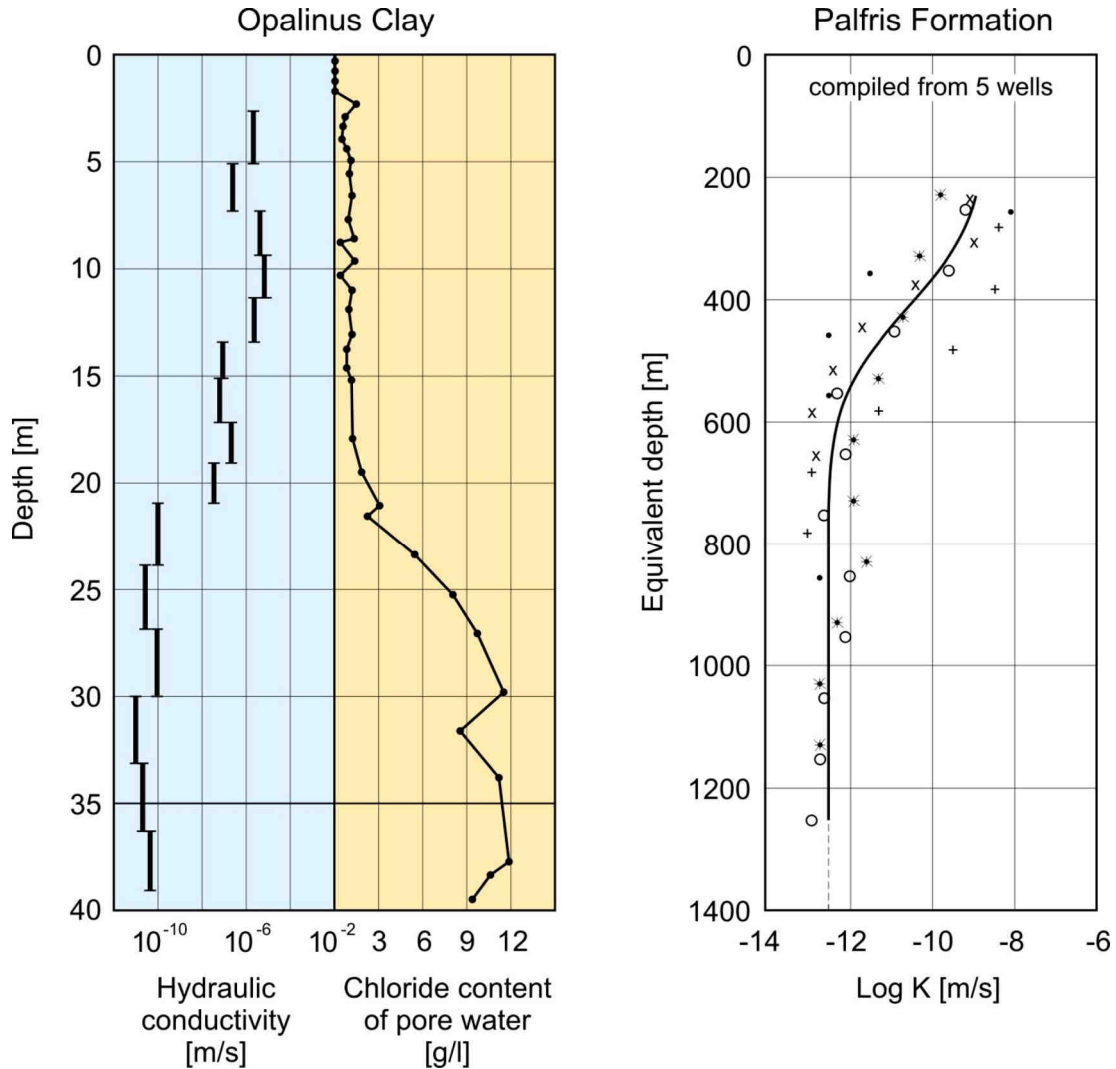 Opalinus Clay
0
5
10
15
20
25
30
35
40
Depth [m]
10-10
10-6
10-2
3
6
9
12
Hydraulic
conductivity
[m/s]
Chloride content
of pore water
[g/l]
Palfris Formation
compiled from 5 wells
0
200
400
600
800
1000
1200
1400
Equivalent depth [m]
-14
-12
-10
-8
-6
Log K [m/s]